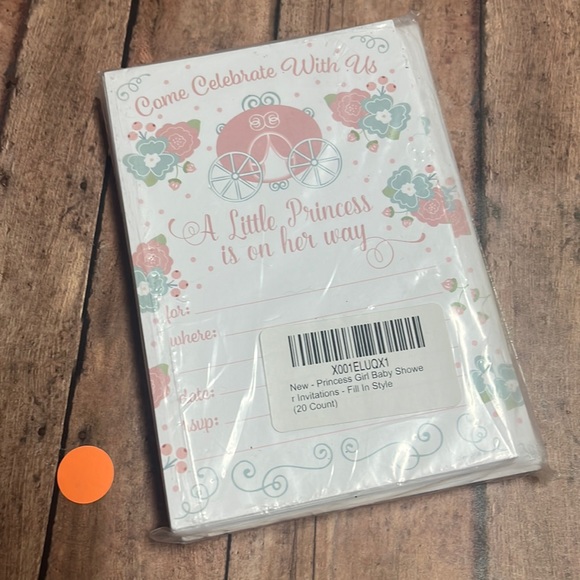 Come Celebrate With Us
A Little Princess
is on her way
for:
where:
date:
rsvp:
X001ELUQX1
New - Princess Girl Baby Showe
r Invitations - Fill In Style
(20 Count)